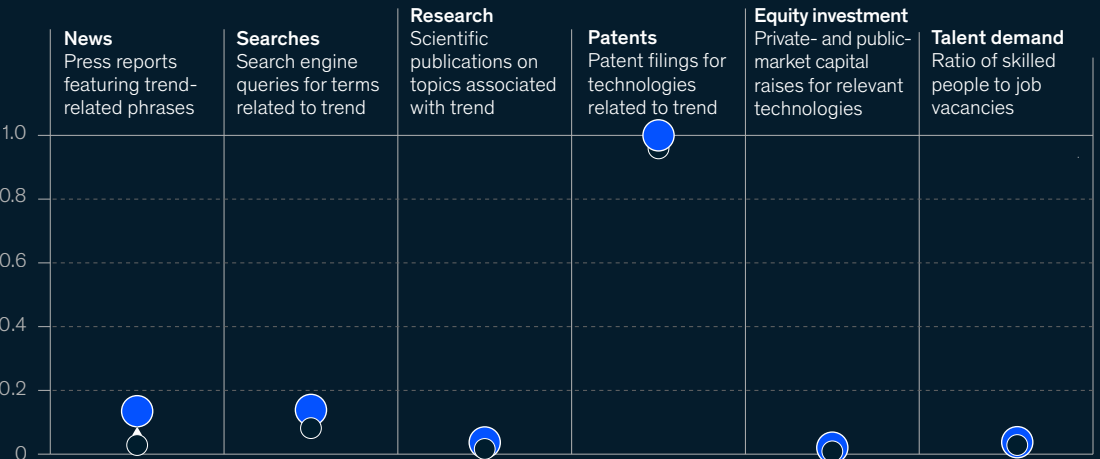 News
Press reports
featuring trend-
related phrases
Searches
Search engine
queries for terms
related to trend
Research
Scientific
publications on
topics associated
with trend
Patents
Patent filings for
technologies
related to trend
Equity investment
Private- and public-
market capital
raises for relevant
technologies
Talent demand
Ratio of skilled
people to job
vacancies
1.0
0.8
0.6
0.4
0.2
0